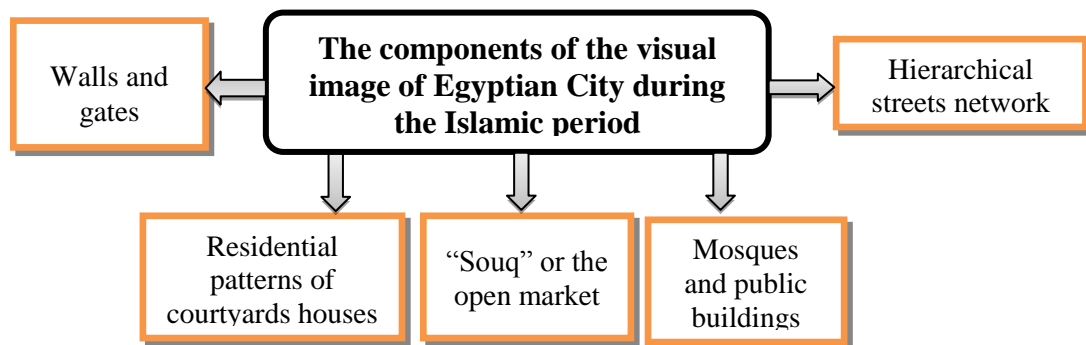 The components of the visual
image of Egyptian City during
the Islamic period
Walls and
gates
Hierarchical
streets network
Residential
patterns of
courtyards houses
“Souq” or the
open market
Mosques
and public
buildings